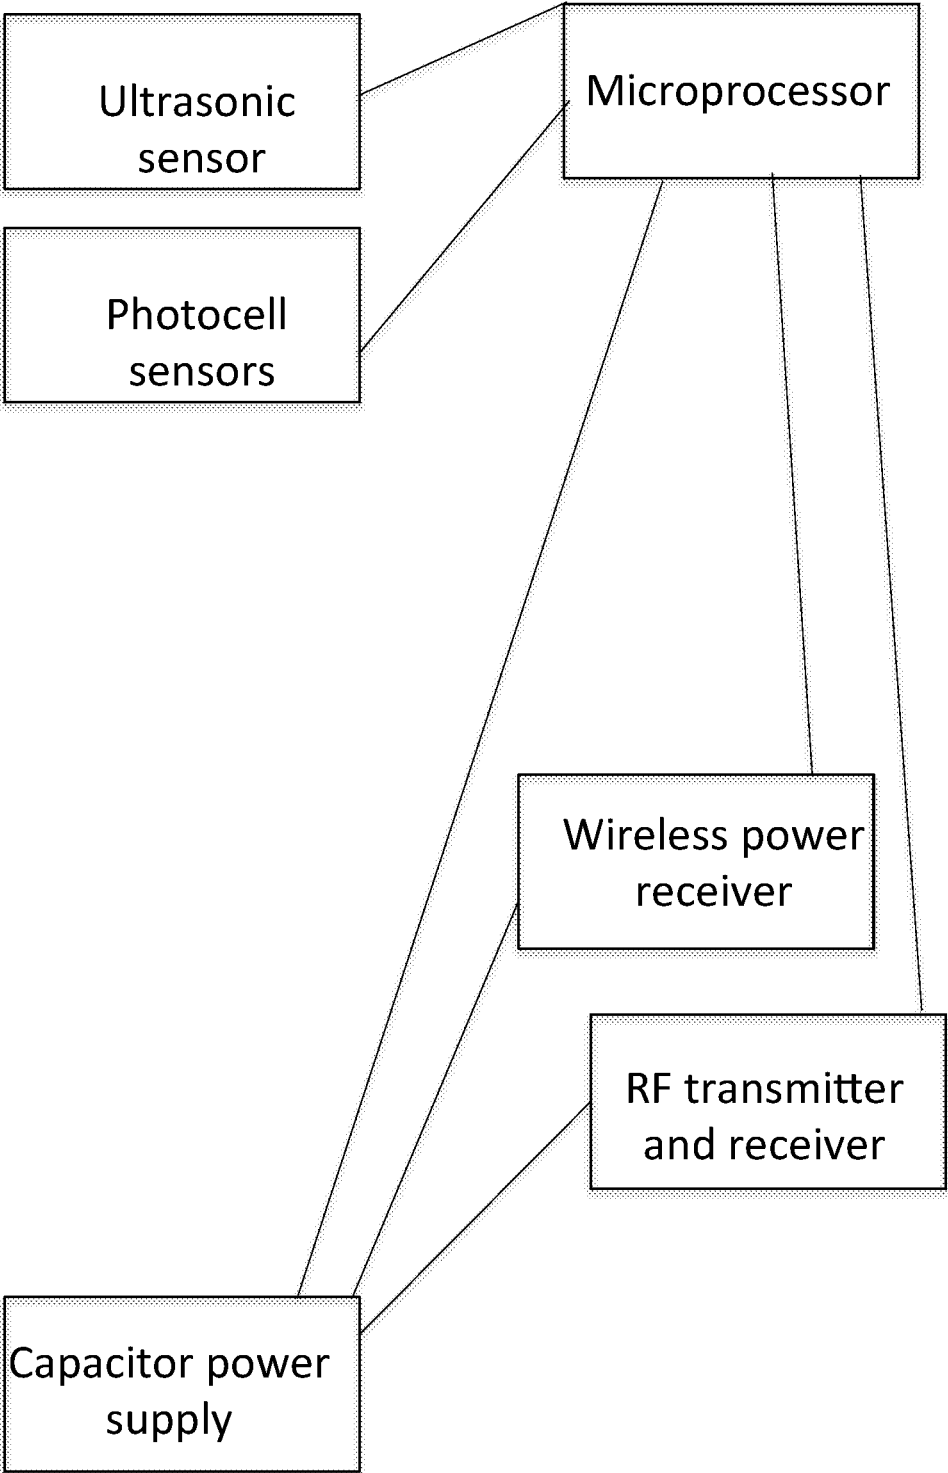 Ultrasonic
sensor
Microprocessor
Photocell
sensors
Wireless power
receiver
RF transmitter
and receiver
Capacitor power
supply